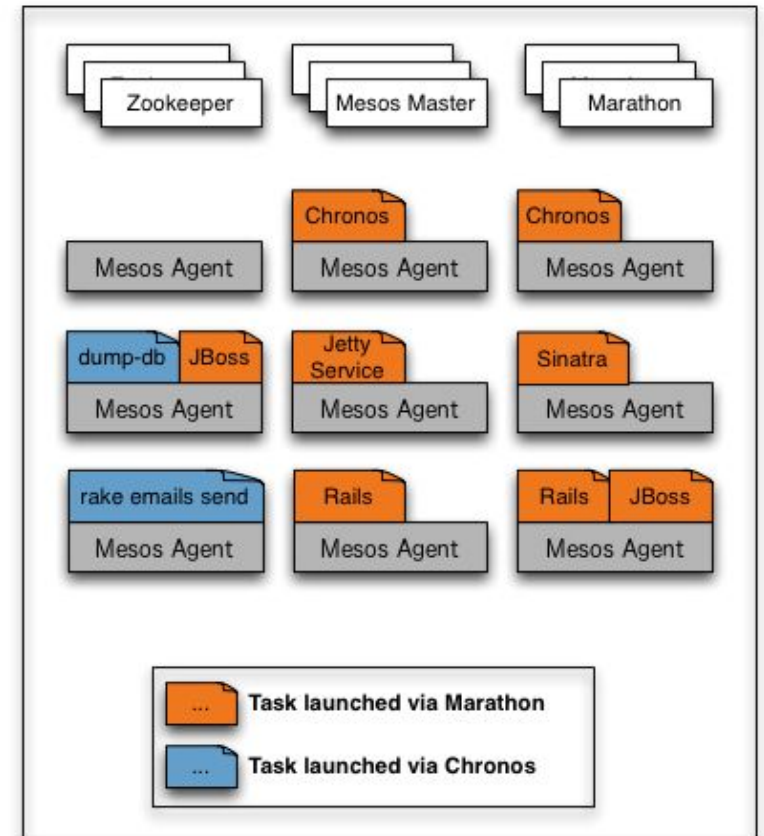 Zookeeper
Mesos Master
Marathon
Chronos
Chronos
Mesos Agent
Mesos Agent
Mesos Agent
dump-db
JBoss
Jetty
Service
Sinatra
Mesos Agent
Mesos Agent
Mesos Agent
rake emails send
Rails
Rails
JBoss
Mesos Agent
Mesos Agent
Mesos Agent
... Task launched via Marathon
... Task launched via Chronos